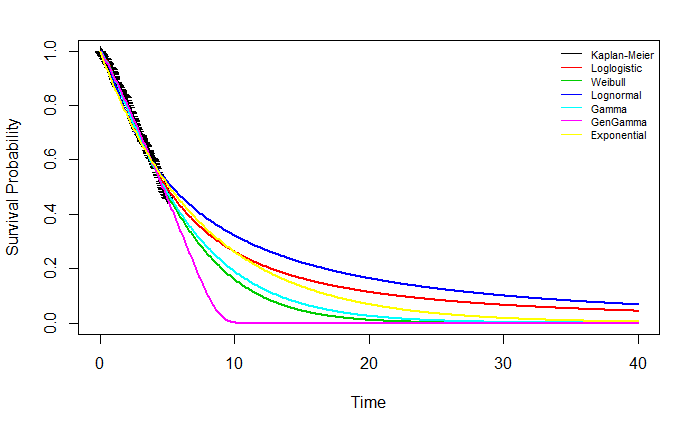 Kaplan-Meier
Loglogistic
Weibull
Lognormal
Gamma
GenGamma
Exponential
Survival Probability
1.0
0.8
0.6
0.4
0.2
0.0
0 10 20 30 40
Time